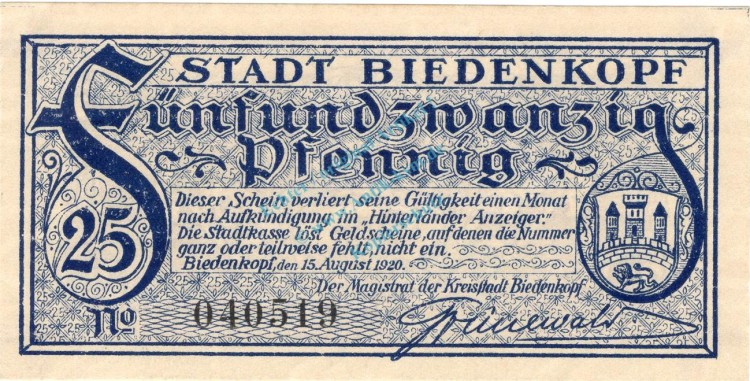 STADT BIEDENKOPF
Fünfundzwanzig
Pfennig
25
Dieser Schein verliert seine Gültigkeit einen Monat
nach Aufkündigung im „Hinterländer Anzeiger."
Die Stadtkasse löst Geldscheine, auf denen die Nummer
ganz oder teilweise fehlt, nicht ein.
Biedenkopf, den 15. August 1920.
Der Magistrat der Kreisstadt Biedenkopf
No 040519
Grünewald